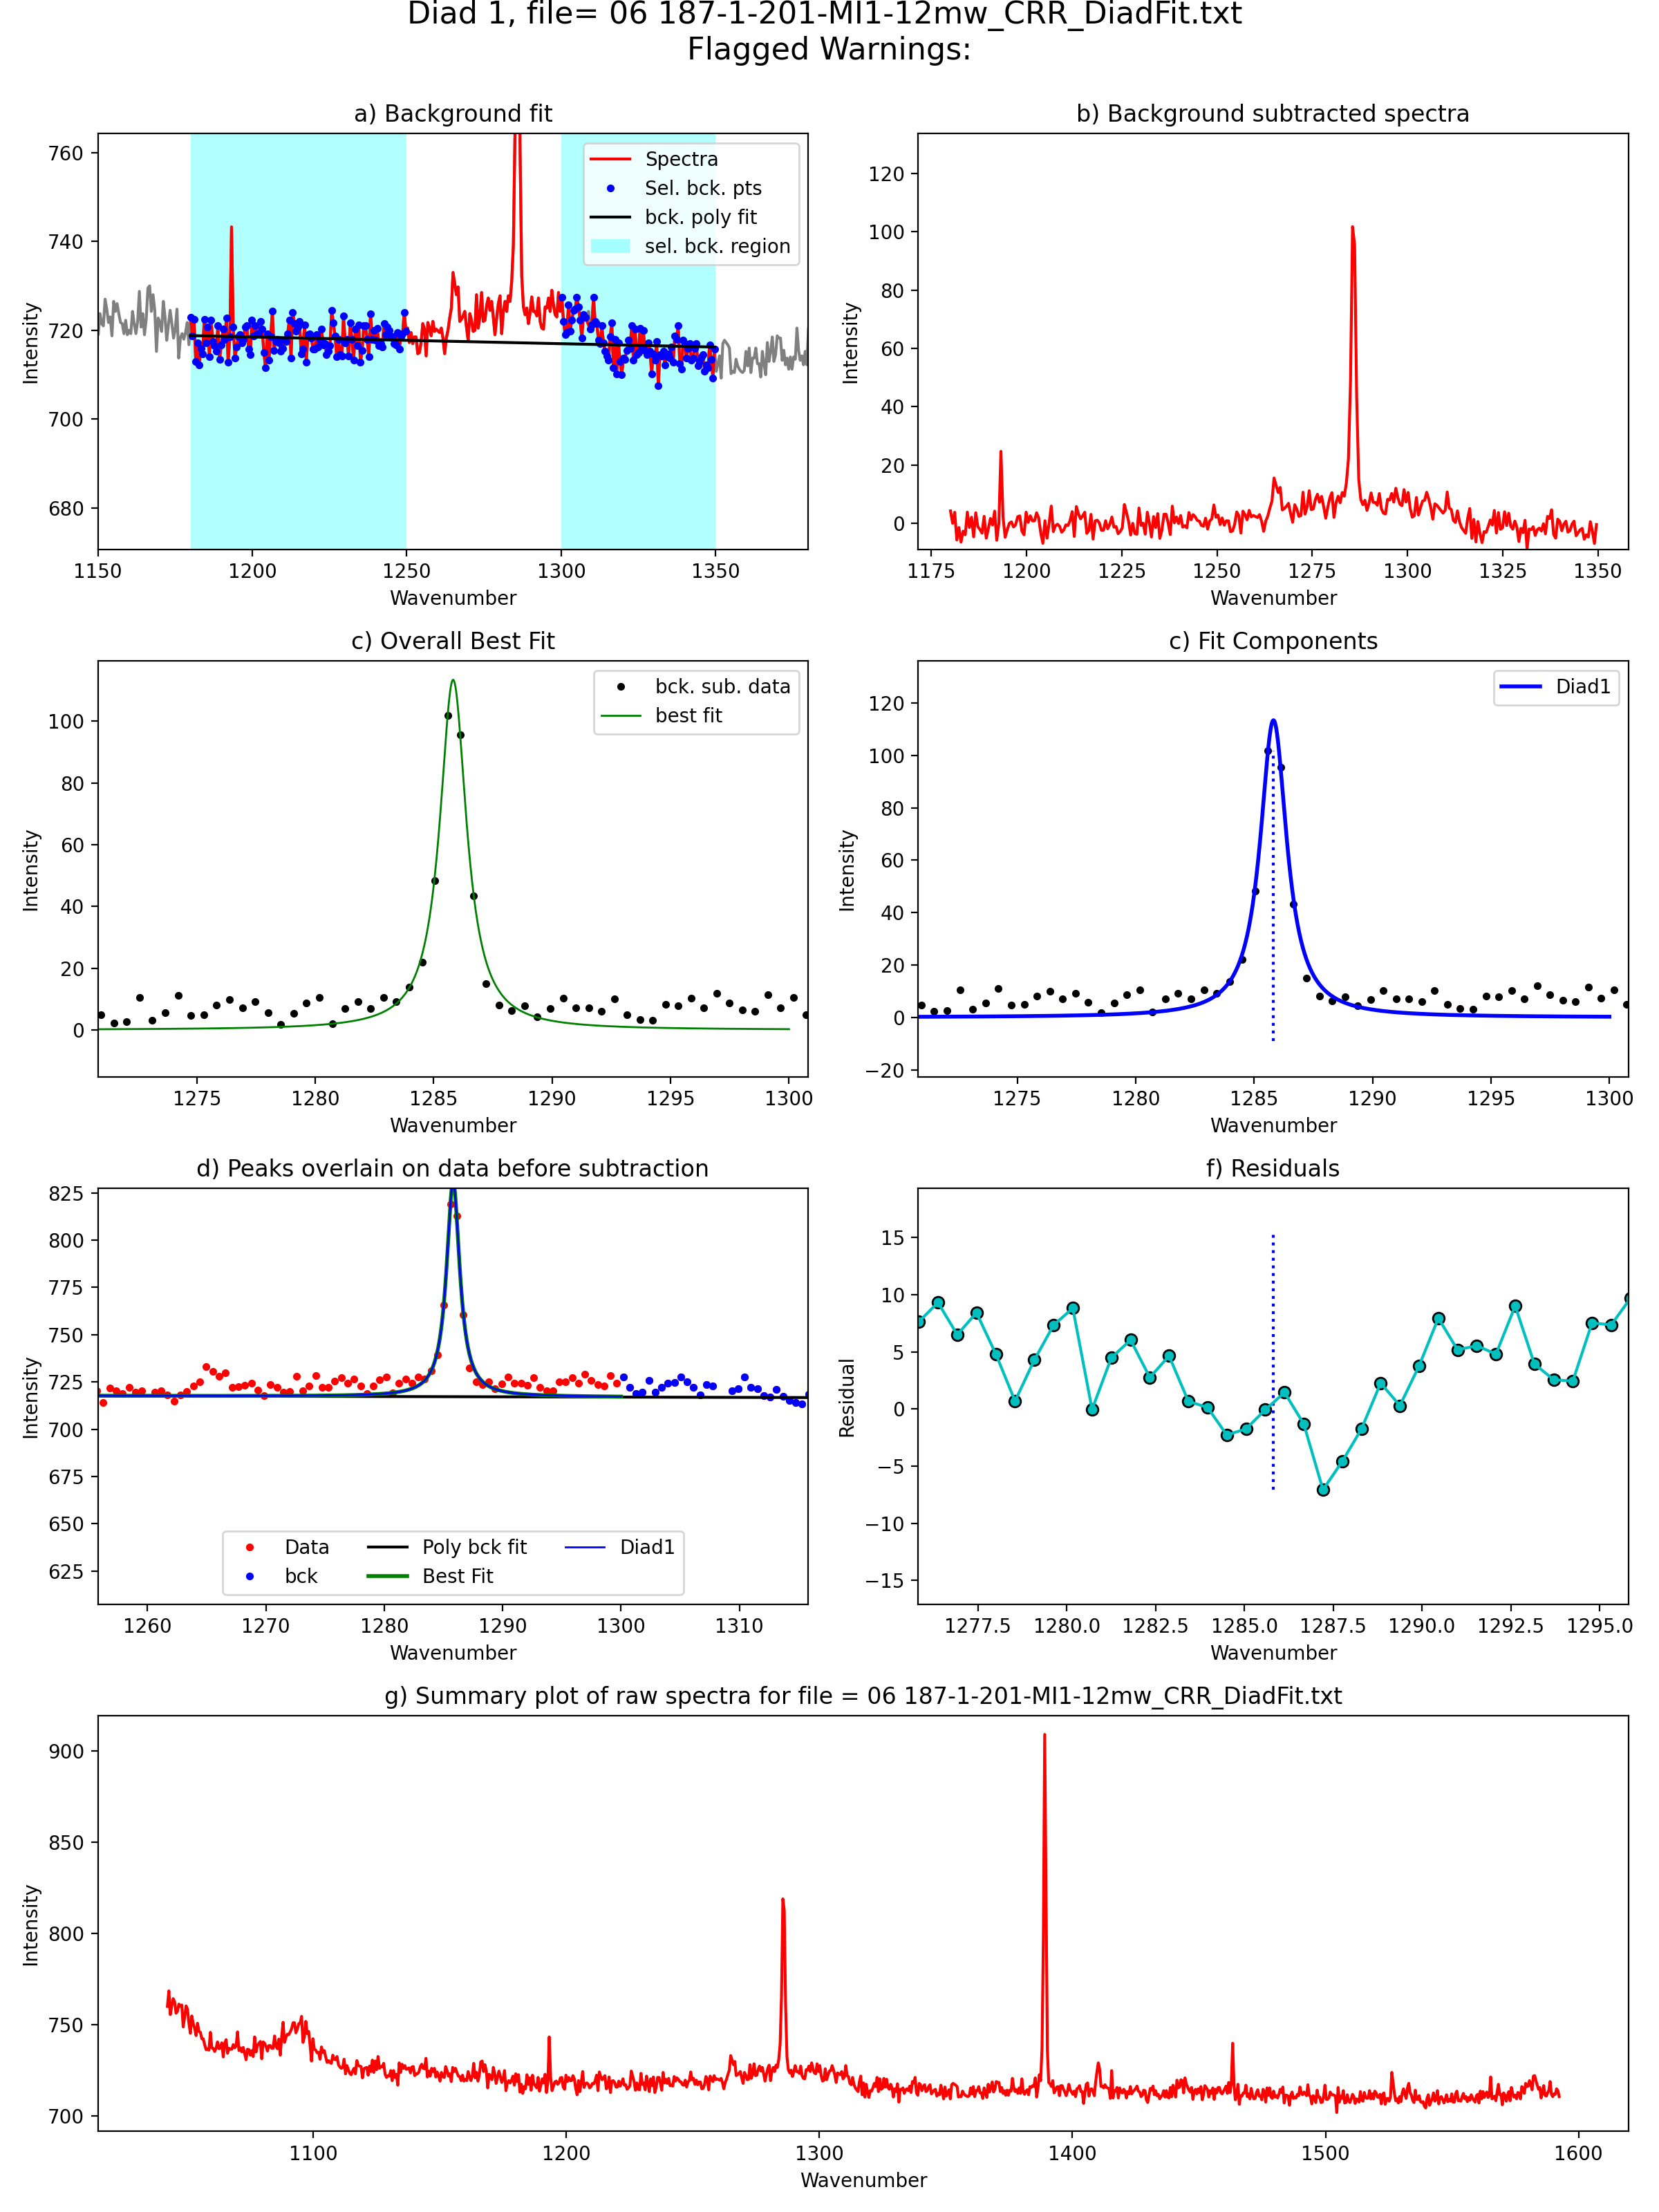 Diad 1, file= 06 187-1-201-MI1-12mw_CRR_DiadFit.txt
Flagged Warnings:
a) Background fit
760
740
720
700
680
1150
1200
1250
1300
1350
Intensity
Wavenumber
Spectra
Sel. bck. pts
bck. poly fit
sel. bck. region
b) Background subtracted spectra
120
100
80
60
40
20
0
1175
1200
1225
1250
1275
1300
1325
1350
Intensity
Wavenumber
c) Overall Best Fit
100
80
60
40
20
0
1275
1280
1285
1290
1295
1300
Intensity
Wavenumber
bck. sub. data
best fit
c) Fit Components
120
100
80
60
40
20
0
−20
1275
1280
1285
1290
1295
1300
Intensity
Wavenumber
Diad1
d) Peaks overlain on data before subtraction
825
800
775
750
725
700
675
650
625
1260
1270
1280
1290
1300
1310
Intensity
Wavenumber
Data
bck
Poly bck fit
Best Fit
Diad1
f) Residuals
15
10
5
0
−5
−10
−15
1277.5
1280.0
1282.5
1285.0
1287.5
1290.0
1292.5
1295.0
Residual
Wavenumber
g) Summary plot of raw spectra for file = 06 187-1-201-MI1-12mw_CRR_DiadFit.txt
900
850
800
750
700
1100
1200
1300
1400
1500
1600
Intensity
Wavenumber